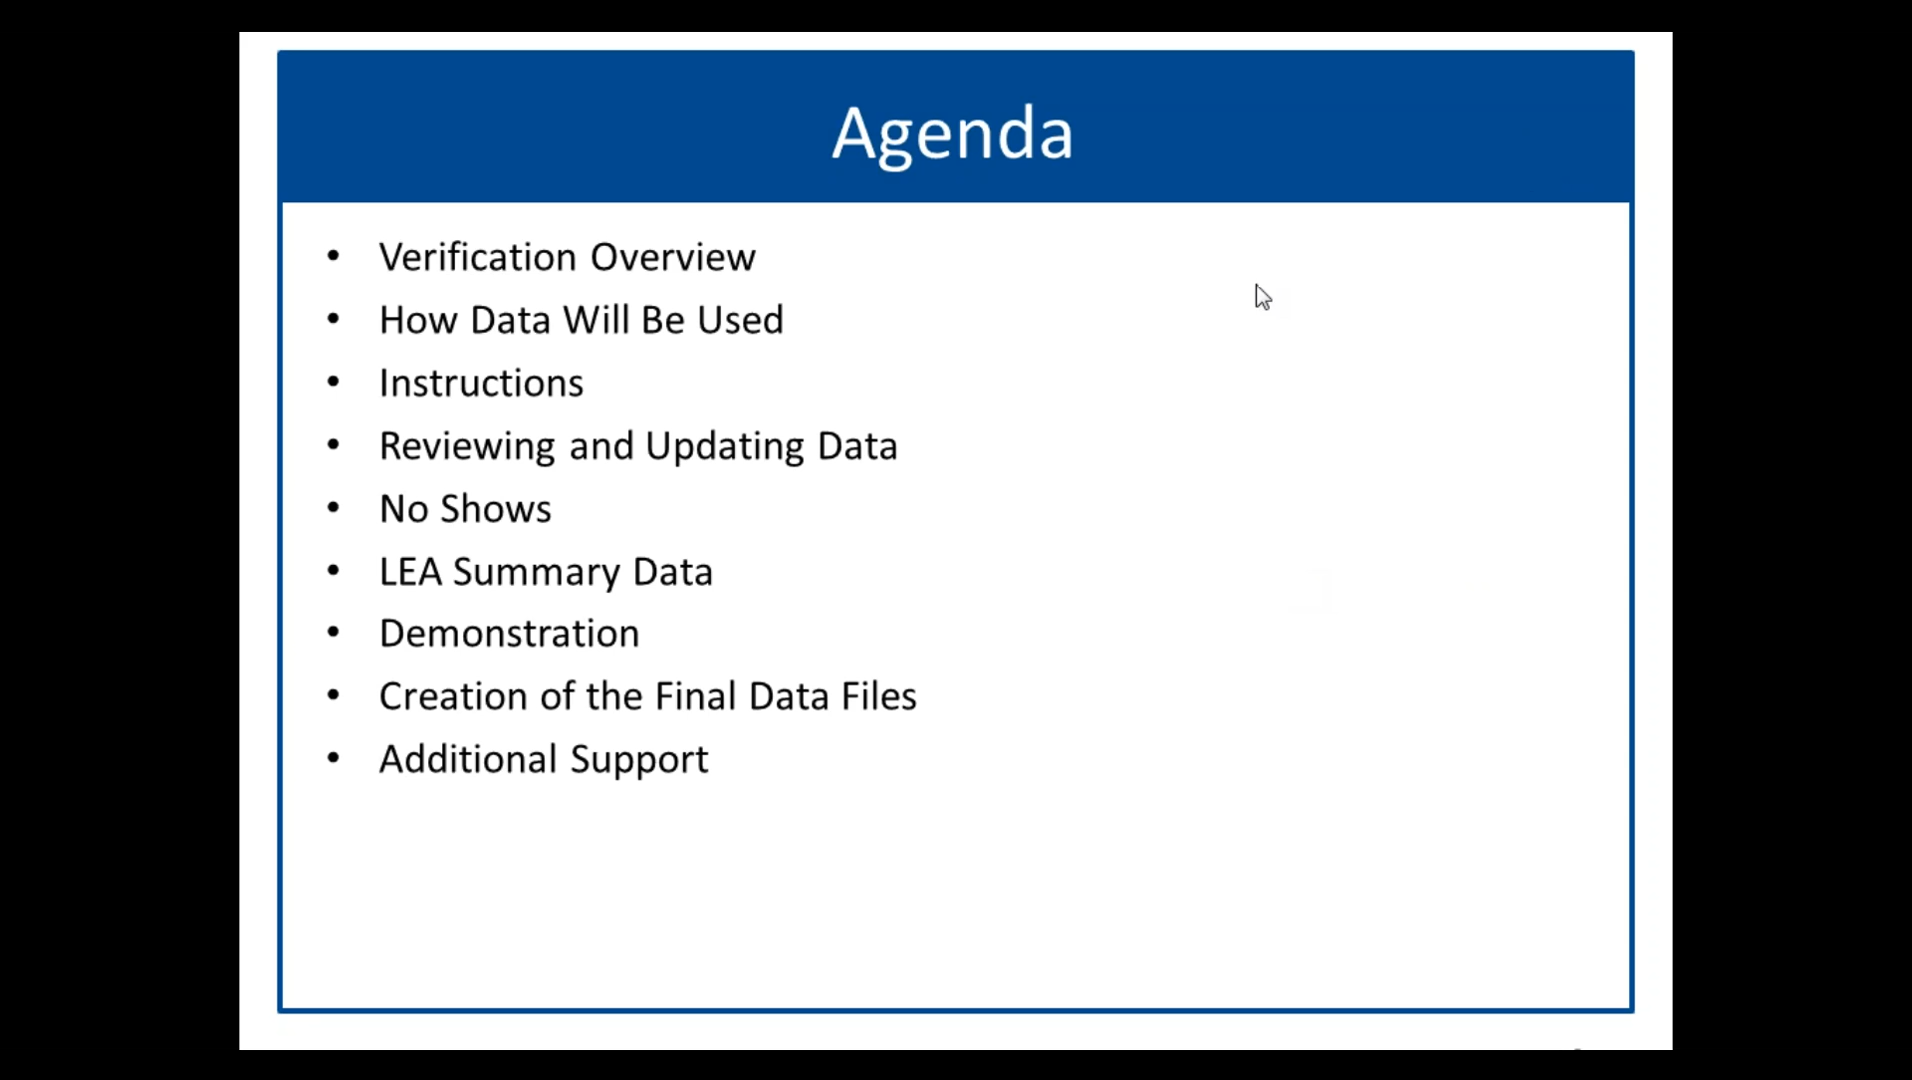 Agenda
• Verification Overview
• How Data Will Be Used
• Instructions
• Reviewing and Updating Data
• No Shows
• LEA Summary Data
• Demonstration
• Creation of the Final Data Files
• Additional Support